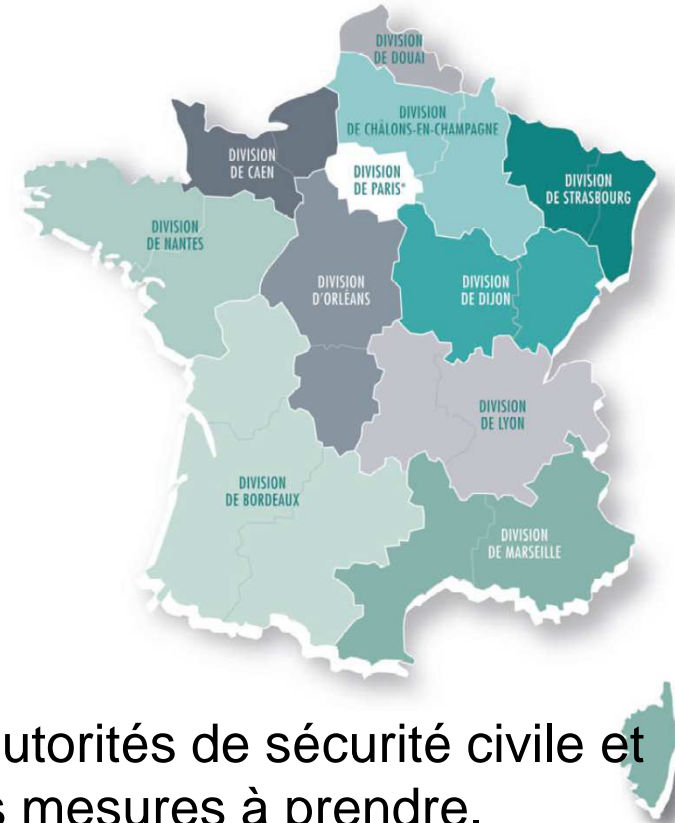 DIVISION
DE DOUAI
DIVISION
DE CHÂLONS-EN-CHAMPAGNE
DIVISION
DE CAEN
DIVISION
DE PARIS*
DIVISION
DE STRASBOURG
DIVISION
DE NANTES
DIVISION
D'ORLÉANS
DIVISION
DE DIJON
DIVISION
DE LYON
DIVISION
DE BORDEAUX
DIVISION
DE MARSEILLE
utorités de sécurité civile et
s mesures à prendre.